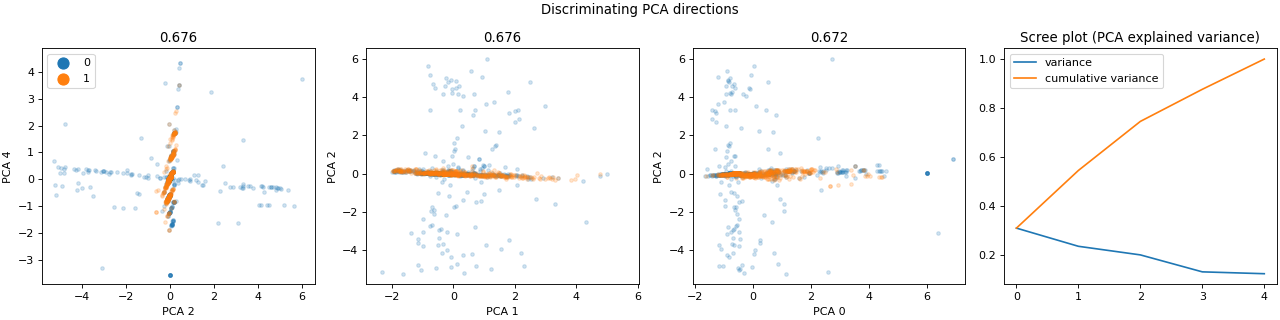 Discriminating PCA directions
0.676
0
1
4
3
2
1
0
−1
−2
−3
−4 −2 0 2 4 6
PCA 4
PCA 2
0.676
6
4
2
0
−2
−4
−2 0 2 4 6
PCA 2
PCA 1
0.672
6
4
2
0
−2
−4
−2 0 2 4 6
PCA 2
PCA 0
Scree plot (PCA explained variance)
variance
cumulative variance
1.0
0.8
0.6
0.4
0.2
0 1 2 3 4